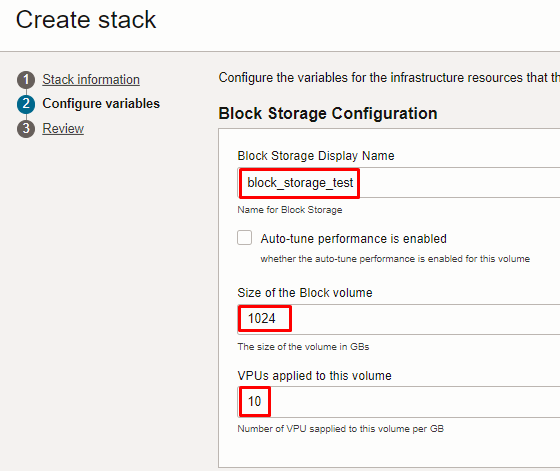 Create stack
1 Stack information
2 Configure variables
3 Review
Configure the variables for the infrastructure resources that th
Block Storage Configuration
Block Storage Display Name
block_storage_test
Name for Block Storage
Auto-tune performance is enabled
whether the auto-tune performance is enabled for this volume
Size of the Block volume
1024
The size of the volume in GBs
VPUs applied to this volume
10
Number of VPU sapplied to this volume per GB